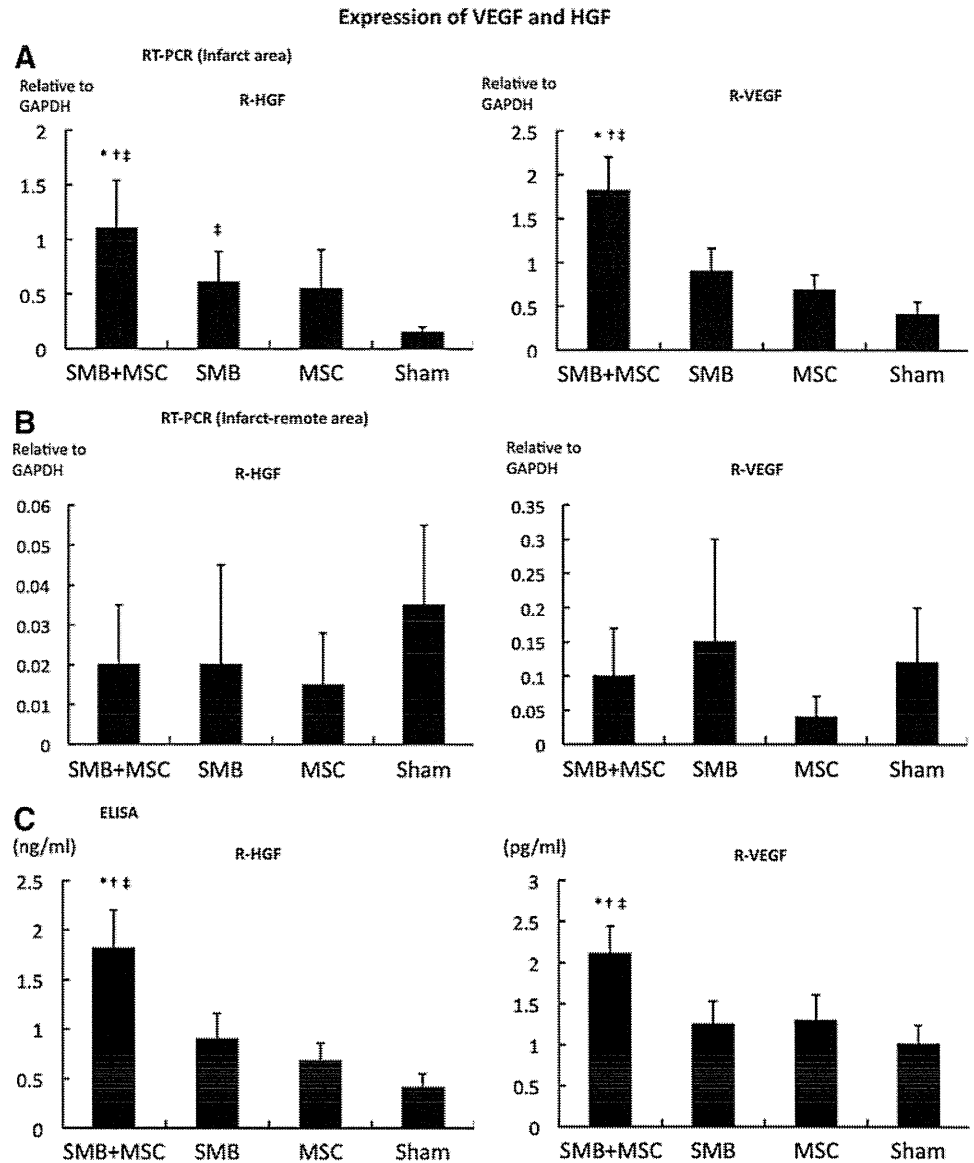 Expression of VEGF and HGF
A
RT-PCR (Infarct area)
Relative to
GAPDH
R-HGF
2
1.5
1
0.5
0
* † ‡
‡
SMB+MSC SMB MSC Sham
Relative to
GAPDH
R-VEGF
2.5
2
1.5
1
0.5
0
* † ‡
SMB+MSC SMB MSC Sham
B
RT-PCR (Infarct-remote area)
Relative to
GAPDH
R-HGF
0.06
0.05
0.04
0.03
0.02
0.01
0
SMB+MSC SMB MSC Sham
Relative to
GAPDH
R-VEGF
0.35
0.3
0.25
0.2
0.15
0.1
0.05
0
SMB+MSC SMB MSC Sham
C
ELISA
(ng/ml)
R-HGF
2.5
2
1.5
1
0.5
0
* † ‡
SMB+MSC SMB MSC Sham
(pg/ml)
R-VEGF
3
2.5
2
1.5
1
0.5
0
* † ‡
SMB+MSC SMB MSC Sham